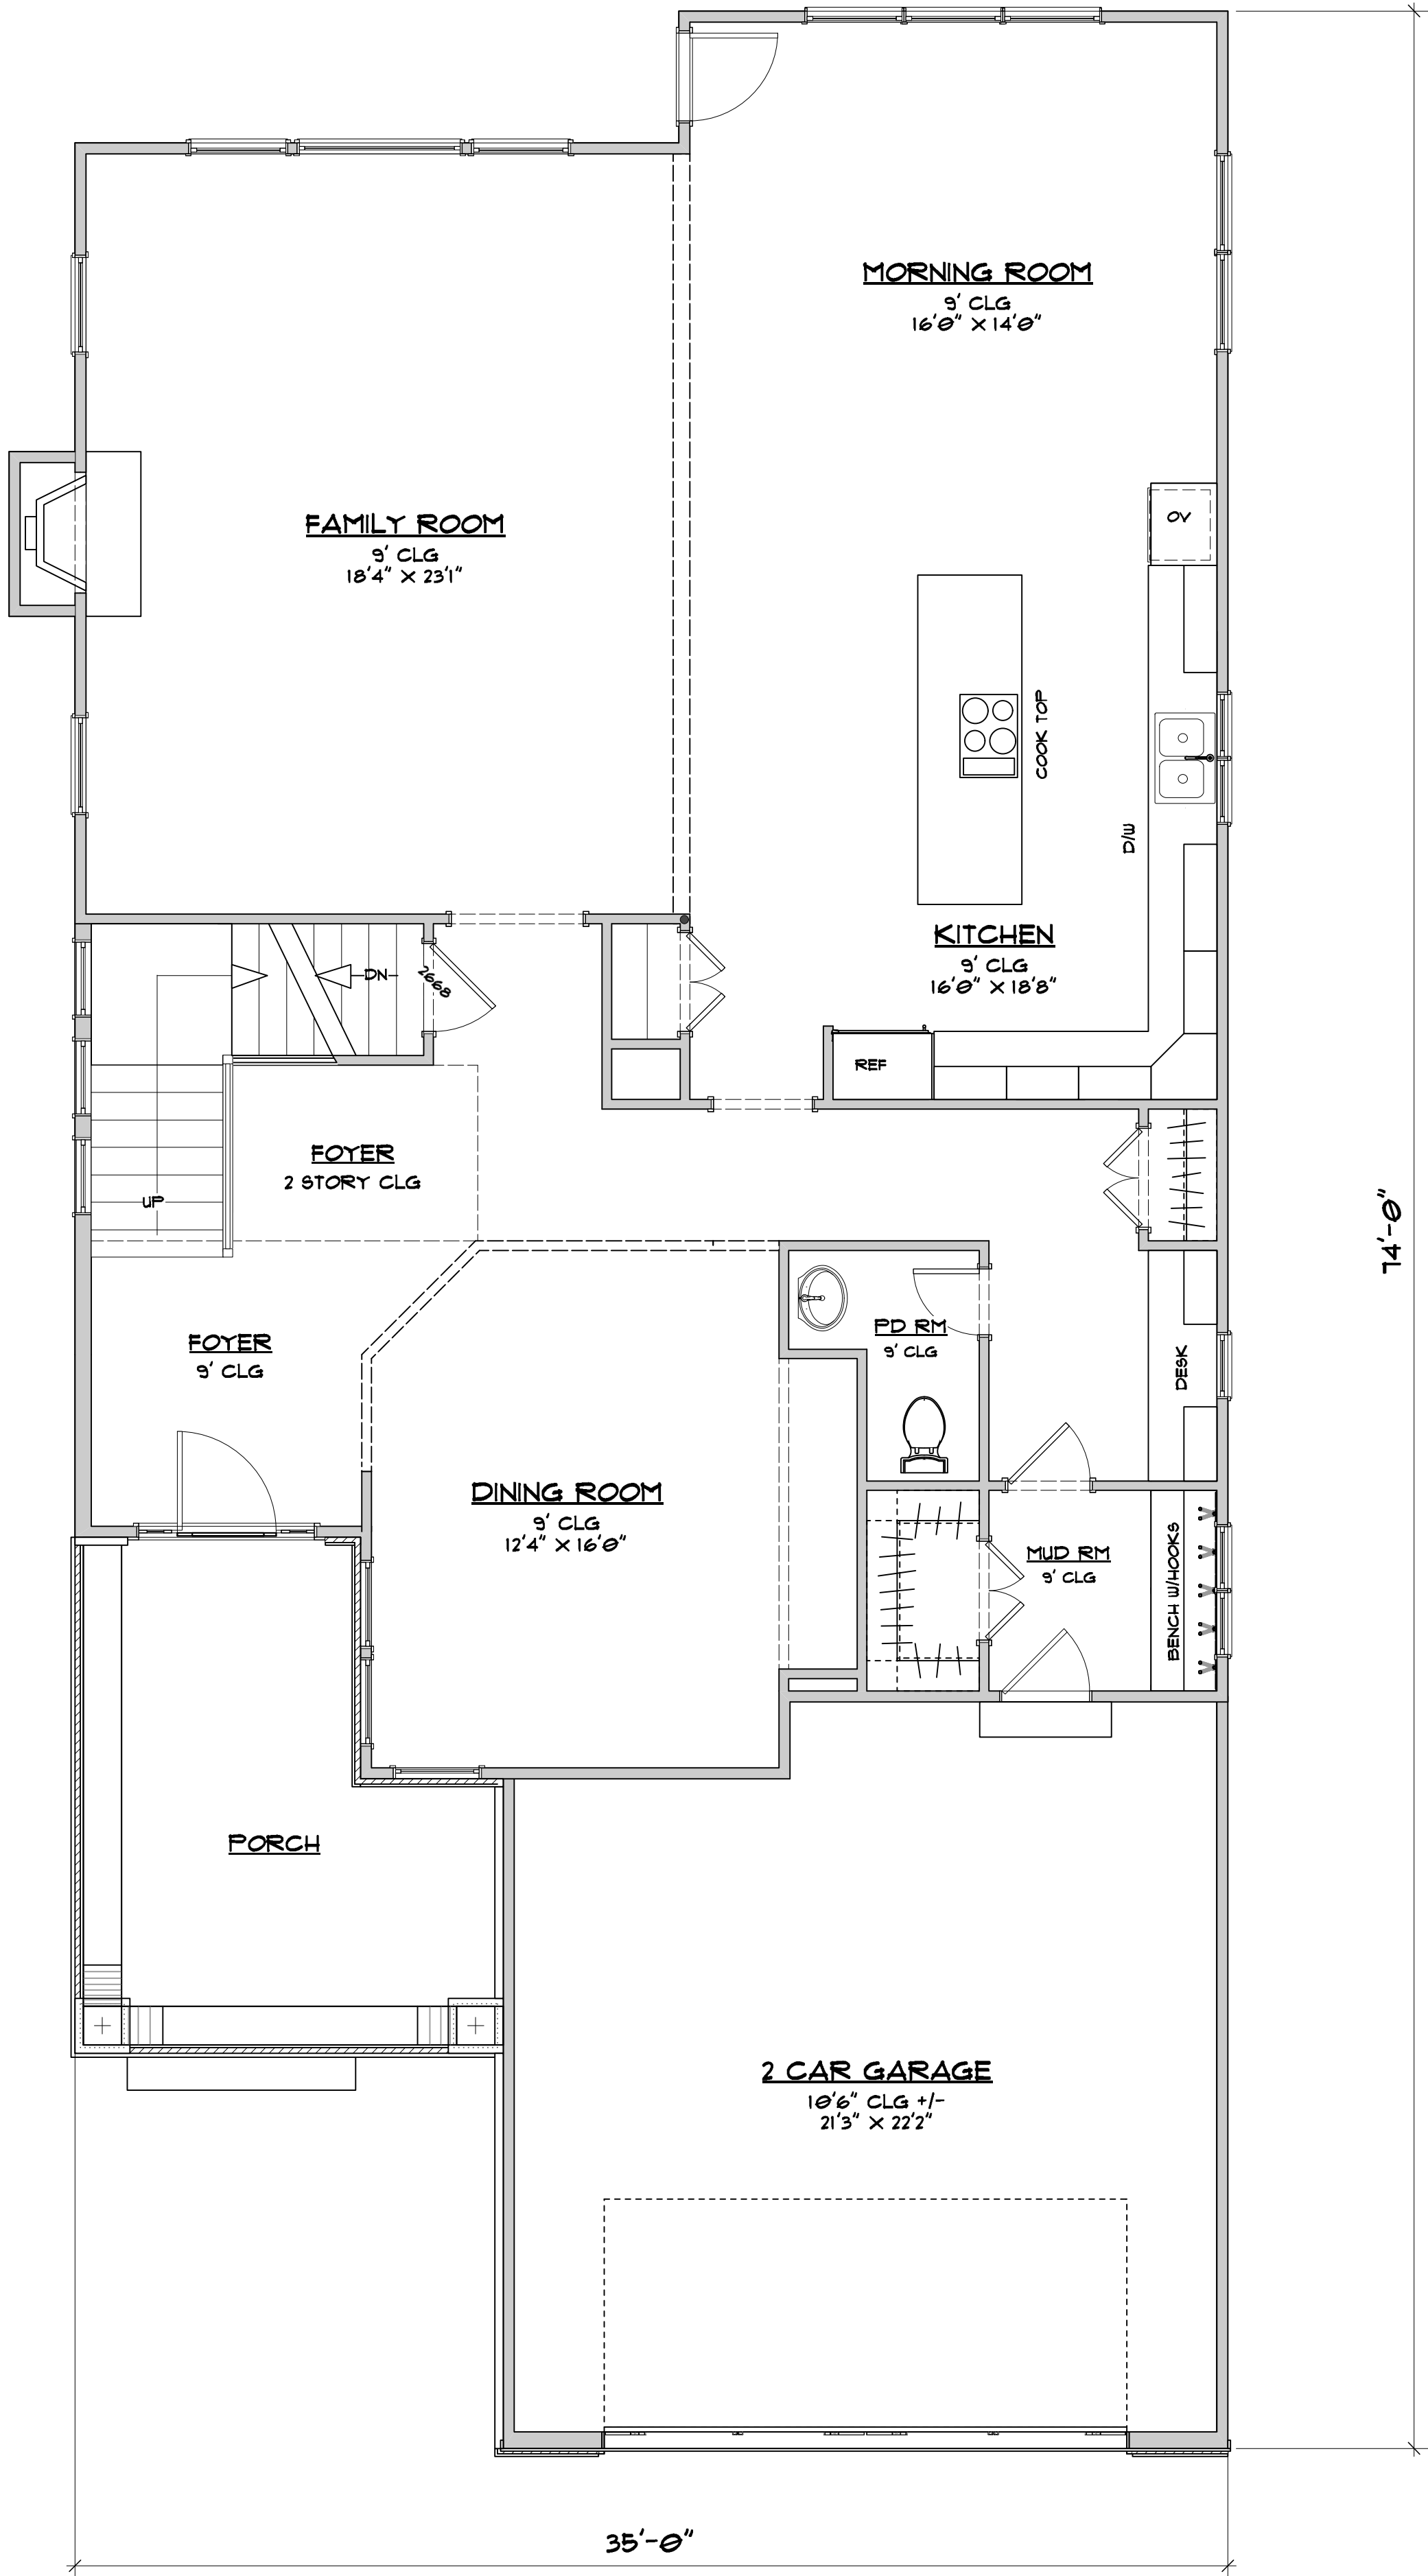 MORNING ROOM
9' CLG
16'0" X 14'0"
OV
FAMILY ROOM
9' CLG
18'4" X 23'1"
COOK TOP
D/W
KITCHEN
9' CLG
16'0" X 18'8"
DN
2668
REF
FOYER
2 STORY CLG
UP
74'-0"
FOYER
9' CLG
PD RM
9' CLG
DESK
DINING ROOM
9' CLG
12'4" X 16'0"
MUD RM
9' CLG
BENCH W/HOOKS
PORCH
2 CAR GARAGE
10'6" CLG +/-
21'3" X 22'2"
35'-0"